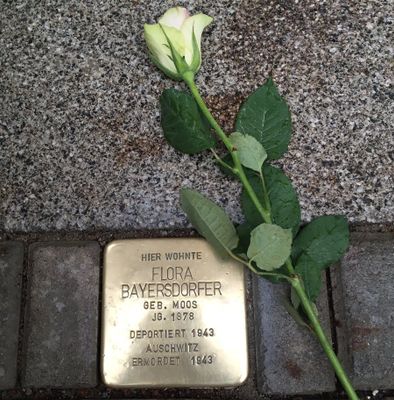 HIER WOHNTE
FLORA
BAYERSDORFER
GEB. MOOS
JG. 1878
DEPORTIERT 1943
AUSCHWITZ
ERMORDET 1943